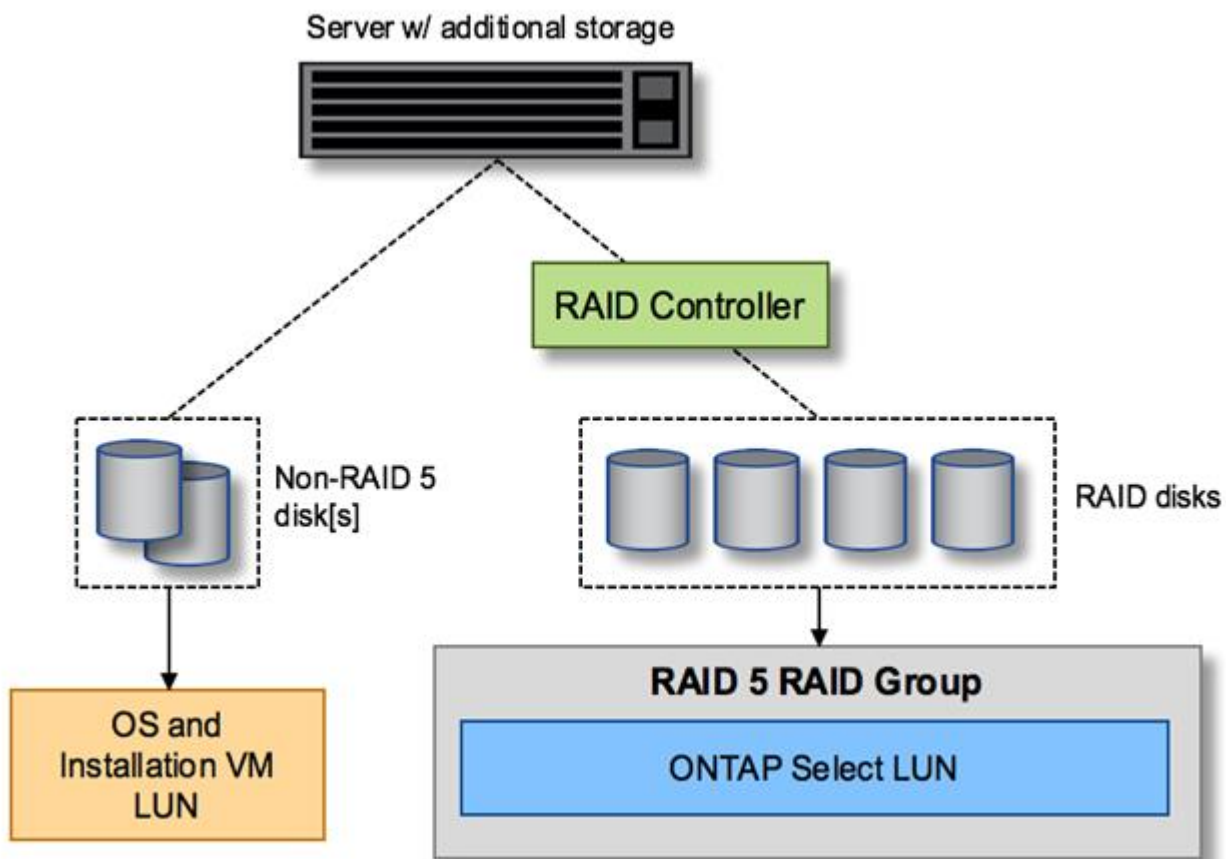 Server w/ additional storage
RAID Controller
Non-RAID 5
disk[s]
RAID disks
OS and
Installation VM
LUN
RAID 5 RAID Group
ONTAP Select LUN